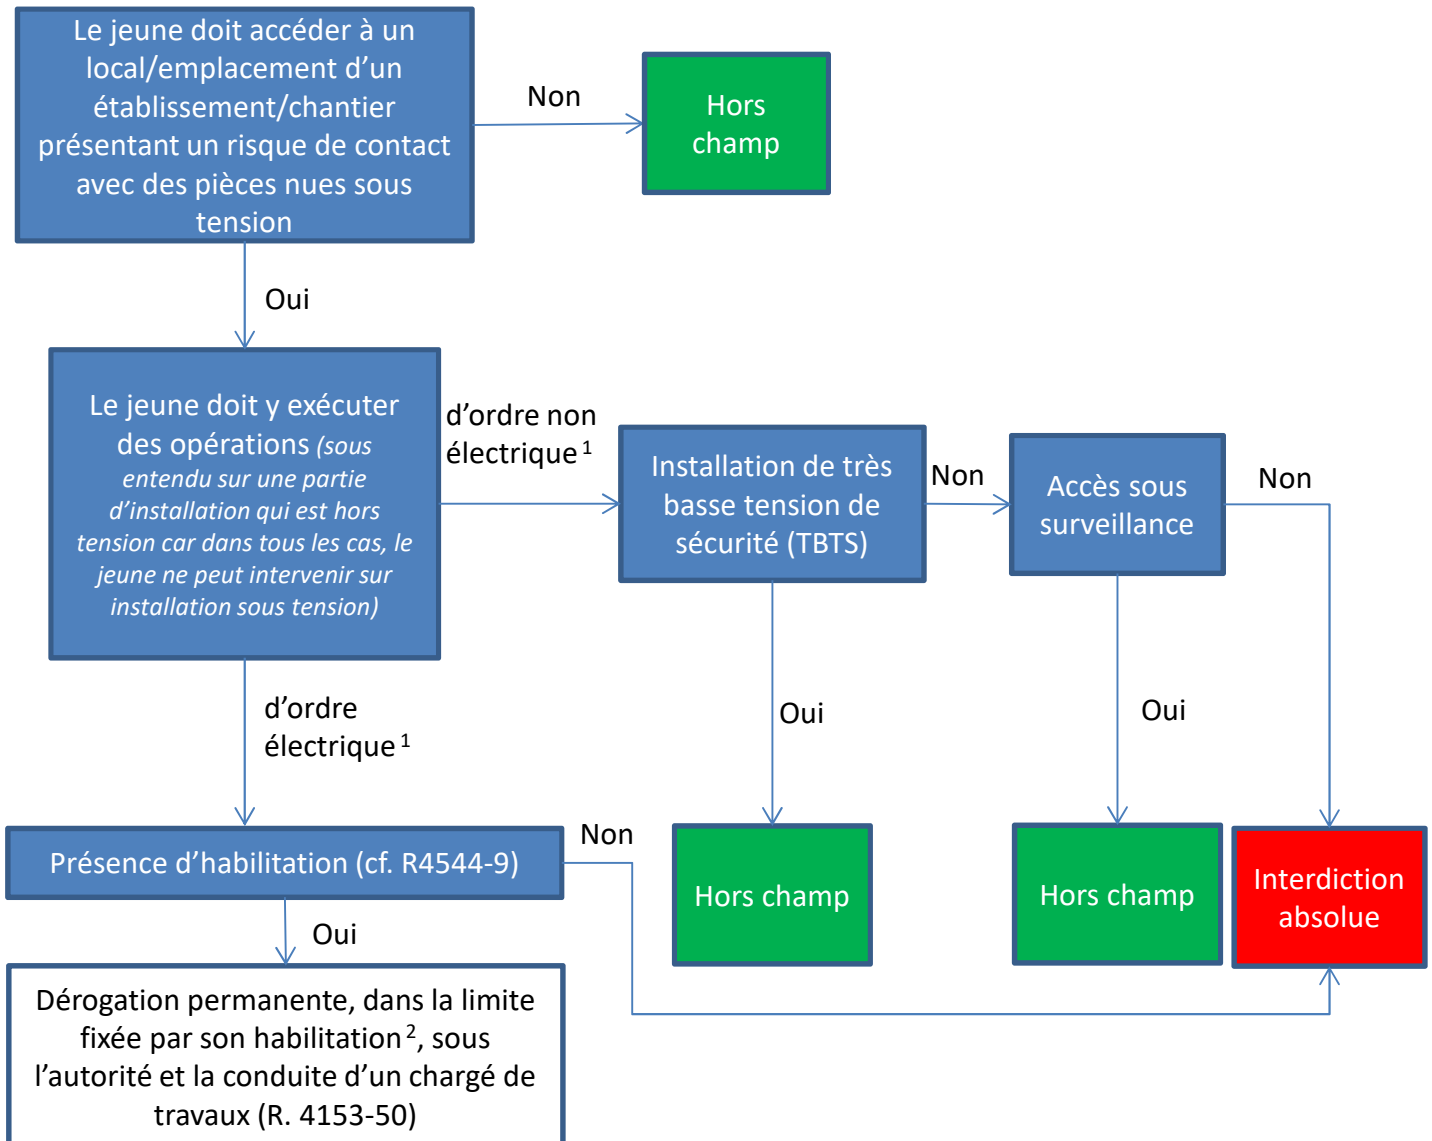 Le jeune doit accéder à un
local/emplacement d’un
établissement/chantier
présentant un risque de contact
avec des pièces nues sous
tension
Non
Hors
champ
Oui
Le jeune doit y exécuter
des opérations (sous
entendu sur une partie
d’installation qui est hors
tension car dans tous les cas, le
jeune ne peut intervenir sur
installation sous tension)
d’ordre non
électrique 1
Installation de très
basse tension de
sécurité (TBTS)
Non
Accès sous
surveillance
Non
d’ordre
électrique 1
Oui
Oui
Présence d’habilitation (cf. R4544-9)
Non
Hors champ
Hors champ
Interdiction
absolue
Oui
Dérogation permanente, dans la limite
fixée par son habilitation 2, sous
l’autorité et la conduite d’un chargé de
travaux (R. 4153-50)